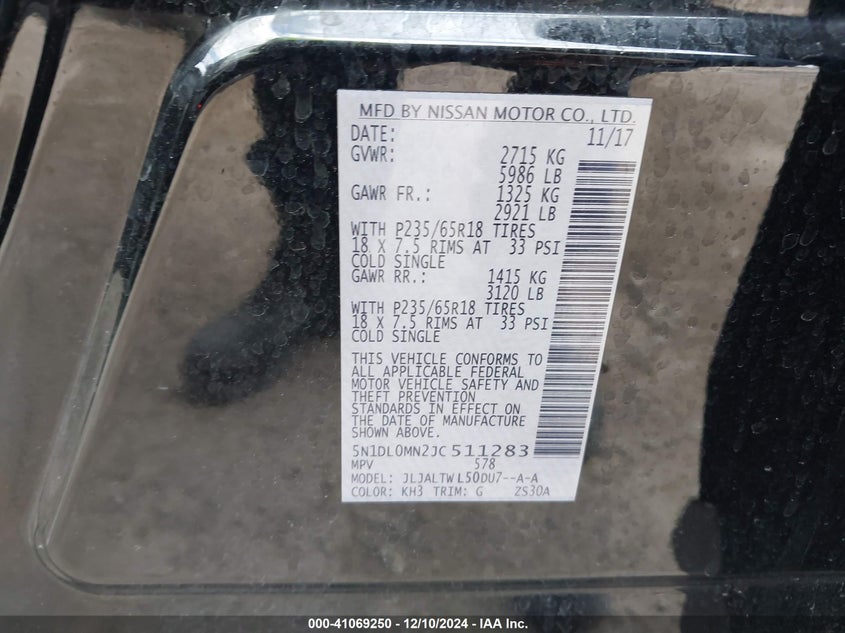 MFD BY NISSAN MOTOR CO., LTD.
DATE: 11/17
GVWR: 2715 KG
5986 LB
GAWR FR.: 1325 KG
2921 LB
WITH P235/65R18 TIRES
18 X 7.5 RIMS AT 33 PSI
COLD SINGLE
GAWR RR.: 1415 KG
3120 LB
WITH P235/65R18 TIRES
18 X 7.5 RIMS AT 33 PSI
COLD SINGLE
THIS VEHICLE CONFORMS TO
ALL APPLICABLE FEDERAL
MOTOR VEHICLE SAFETY AND
THEFT PREVENTION
STANDARDS IN EFFECT ON
THE DATE OF MANUFACTURE
SHOWN ABOVE.
5N1DL0MN2JC511283
MPV 578
MODEL: JLJALTWL50DU7--A-A
COLOR: KH3 TRIM: G ZS30A
000-41069250 - 12/10/2024 - IAA Inc.